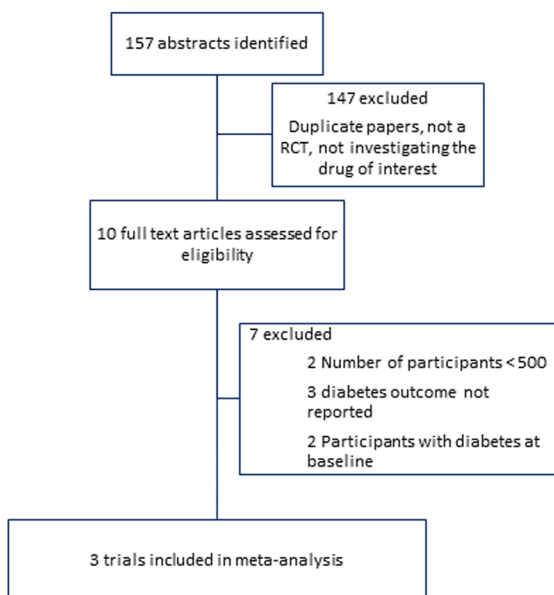 157 abstracts identified
147 excluded
Duplicate papers, not a
RCT, not investigating the
drug of interest
10 full text articles assessed for
eligibility
7 excluded
2 Number of participants <500
3 diabetes outcome not
reported
2 Participants with diabetes at
baseline
3 trials included in meta-analysis